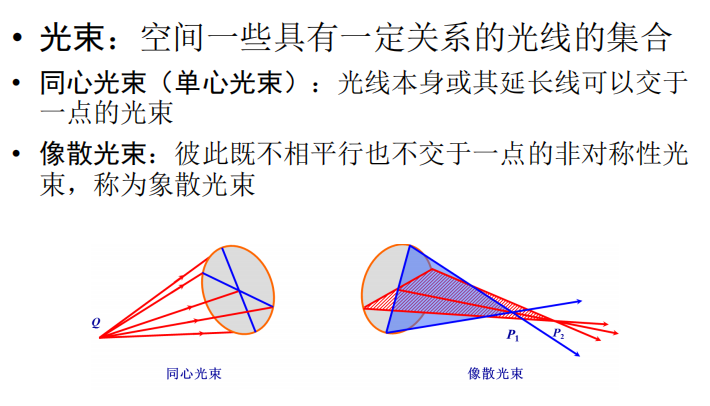 • 光束：空间一些具有一定关系的光线的集合
• 同心光束（单心光束）：光线本身或其延长线可以交于
一点的光束
• 像散光束：彼此既不相平行也不交于一点的非对称性光
束，称为象散光束
Q
P1
P2
同心光束
像散光束